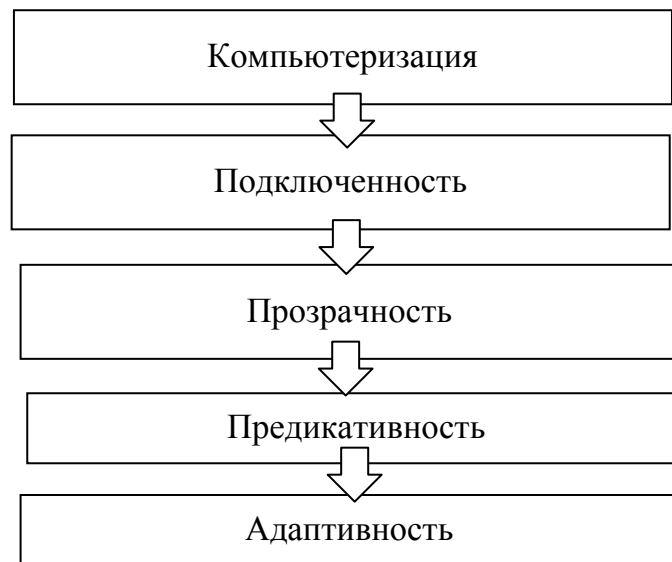 Компьютеризация
Подключенность
Прозрачность
Предикативность
Адаптивность